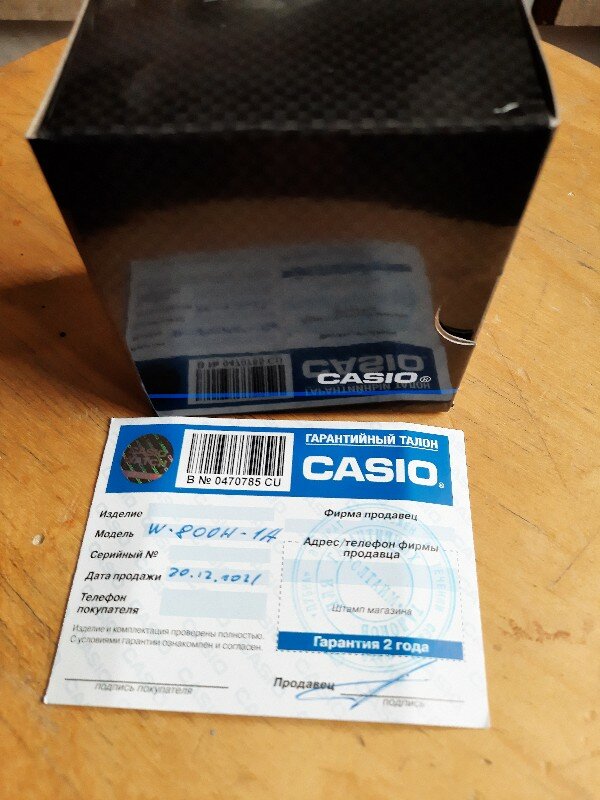 CASIO®
ГАРАНТИЙНЫЙ ТАЛОН
CASIO®
B № 0470785 CU
Изделие
Модель W-800H-1A
Серийный №
Дата продажи 20.12.2021
Телефон
покупателя
Изделие и комплектация проверены полностью.
С условиями гарантии ознакомлен и согласен.
подпись покупателя
Фирма продавец
Адрес/телефон фирмы
продавца
Штамп магазина
Гарантия 2 года
Продавец
подпись